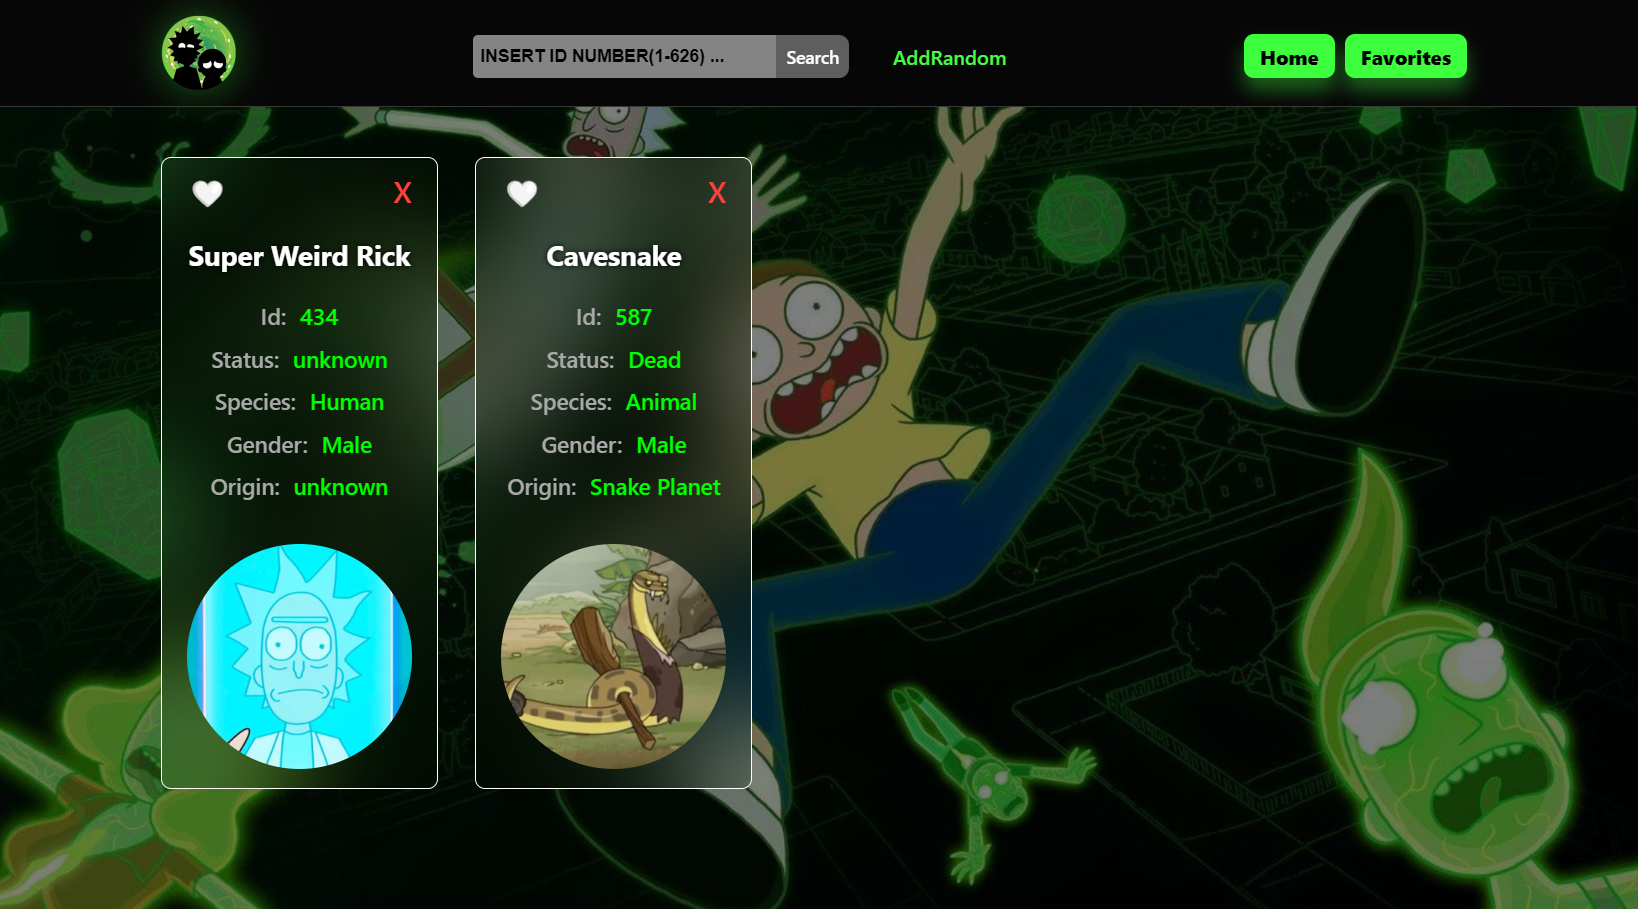 INSERT ID NUMBER(1-626) ...
Search
AddRandom
Home
Favorites
X
Super Weird Rick
Id: 434
Status: unknown
Species: Human
Gender: Male
Origin: unknown
X
Cavesnake
Id: 587
Status: Dead
Species: Animal
Gender: Male
Origin: Snake Planet